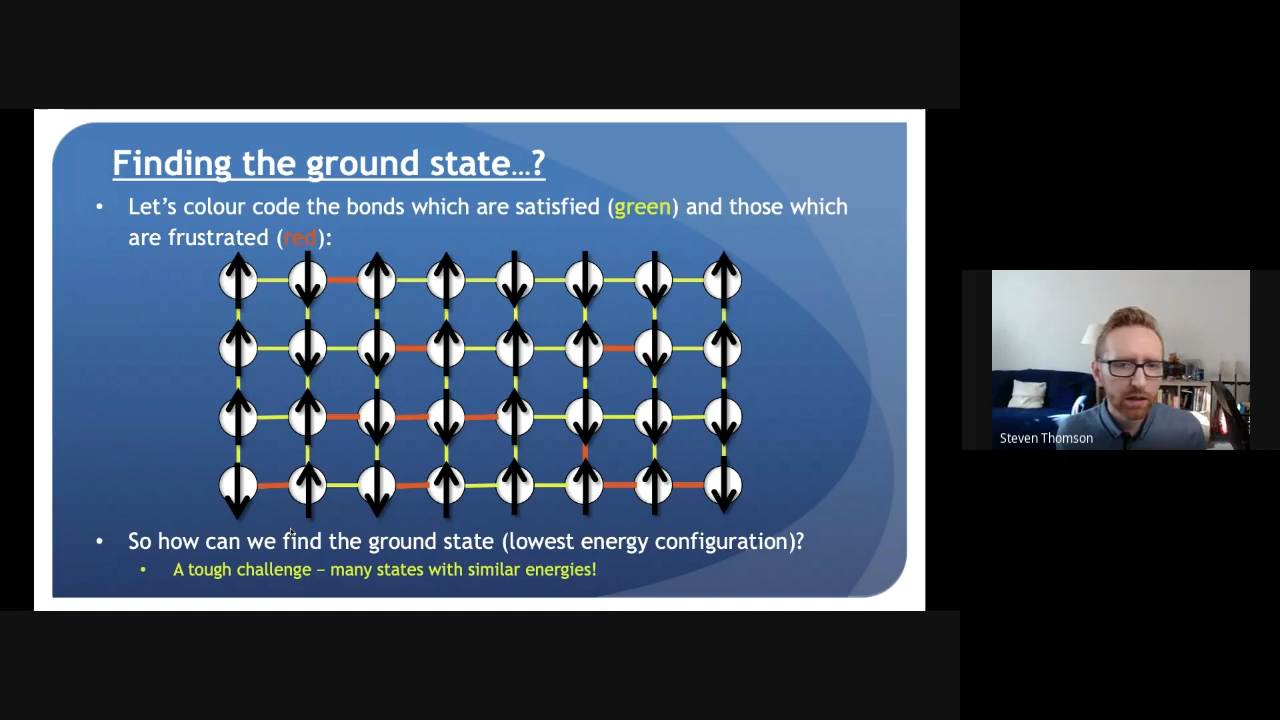 Finding the ground state…?
• Let’s colour code the bonds which are satisfied (green) and those which
are frustrated (red):
• So how can we find the ground state (lowest energy configuration)?
• A tough challenge – many states with similar energies!
Steven Thomson